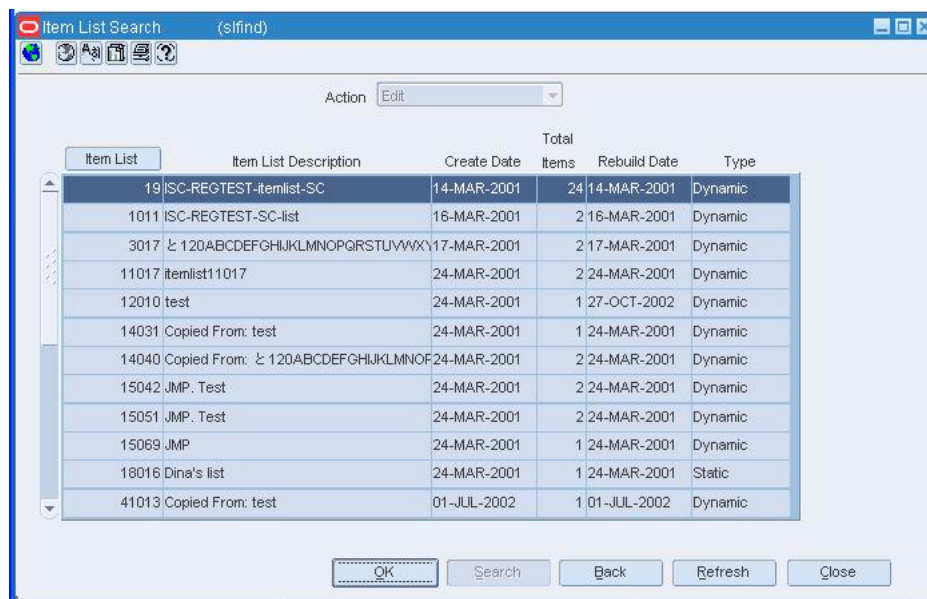 Item List Search (slfind)
Action Edit
Total
Item List Item List Description Create Date Items Rebuild Date Type
19 ISC-REGTEST-itemlist-SC 14-MAR-2001 24 14-MAR-2001 Dynamic
1011 ISC-REGTEST-SC-list 16-MAR-2001 2 16-MAR-2001 Dynamic
3017 と120ABCDEFGHIJKLMNOPQRSTUVWXY 17-MAR-2001 2 17-MAR-2001 Dynamic
11017 itemlist11017 24-MAR-2001 2 24-MAR-2001 Dynamic
12010 test 24-MAR-2001 1 27-OCT-2002 Dynamic
14031 Copied From: test 24-MAR-2001 1 24-MAR-2001 Dynamic
14040 Copied From: と120ABCDEFGHIJKLMNOP 24-MAR-2001 2 24-MAR-2001 Dynamic
15042 JMP. Test 24-MAR-2001 2 24-MAR-2001 Dynamic
15051 JMP. Test 24-MAR-2001 2 24-MAR-2001 Dynamic
15069 JMP 24-MAR-2001 1 24-MAR-2001 Dynamic
18016 Dina's list 24-MAR-2001 1 24-MAR-2001 Static
41013 Copied From: test 01-JUL-2002 1 01-JUL-2002 Dynamic
OK Search Back Refresh Close